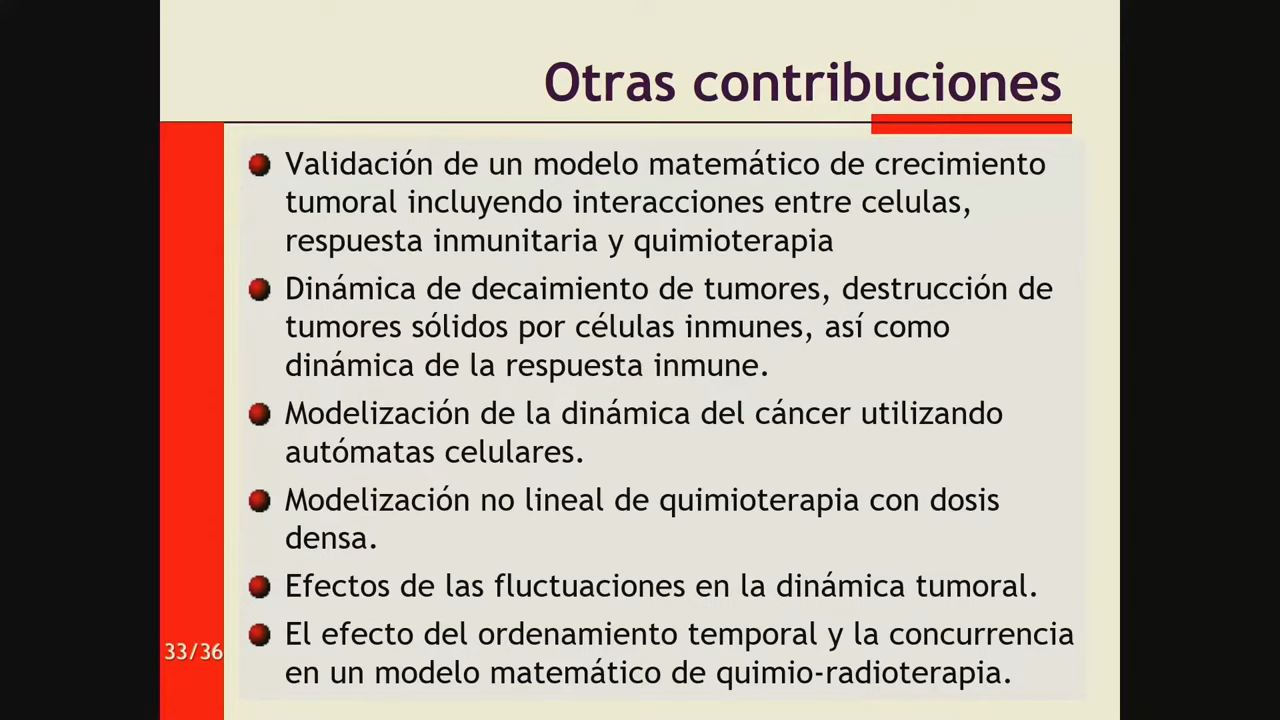 Otras contribuciones
Validación de un modelo matemático de crecimiento
tumoral incluyendo interacciones entre celulas,
respuesta inmunitaria y quimioterapia
Dinámica de decaimiento de tumores, destrucción de
tumores sólidos por células inmunes, así como
dinámica de la respuesta inmune.
Modelización de la dinámica del cáncer utilizando
autómatas celulares.
Modelización no lineal de quimioterapia con dosis
densa.
Efectos de las fluctuaciones en la dinámica tumoral.
El efecto del ordenamiento temporal y la concurrencia
en un modelo matemático de quimio-radioterapia.
33/36